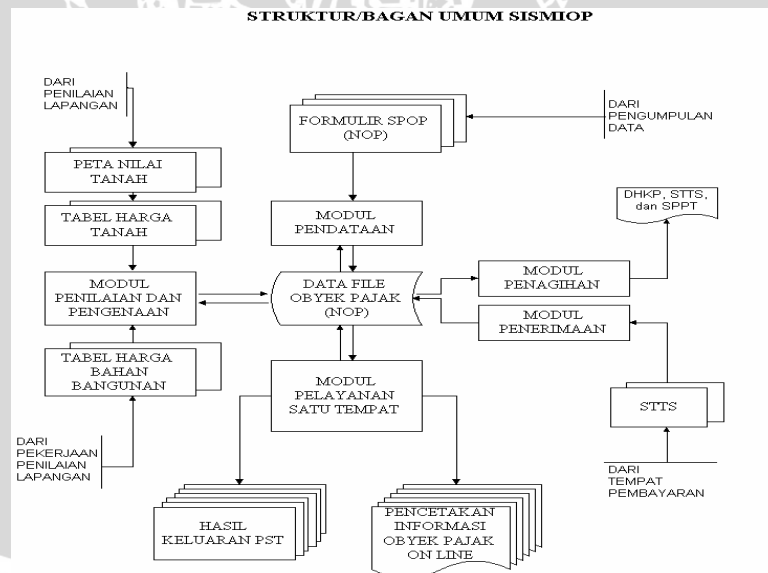 STRUKTUR/BAGAN UMUM SISMIOP
DARI
PENILAIAN
LAPANGAN
FORMULIR SPOP
(NOP)
DARI
PENGUMPULAN
DATA
PETA NILAI
TANAH
TABEL HARGA
TANAH
MODUL
PENDATAAN
DHKP, STTS,
dan SPPT
MODUL
PENILAIAN DAN
PENGENAAN
DATA FILE
OBYEK PAJAK
(NOP)
MODUL
PENAGIHAN
MODUL
PENERIMAAN
TABEL HARGA
BAHAN
BANGUNAN
MODUL
PELAYANAN
SATU TEMPAT
STTS
DARI
PEKERJAAN
PENILAIAN
LAPANGAN
DARI
TEMPAT
PEMBAYARAN
HASIL
KELUARAN PST
PENCETAKAN
INFORMASI
OBYEK PAJAK
ON LINE